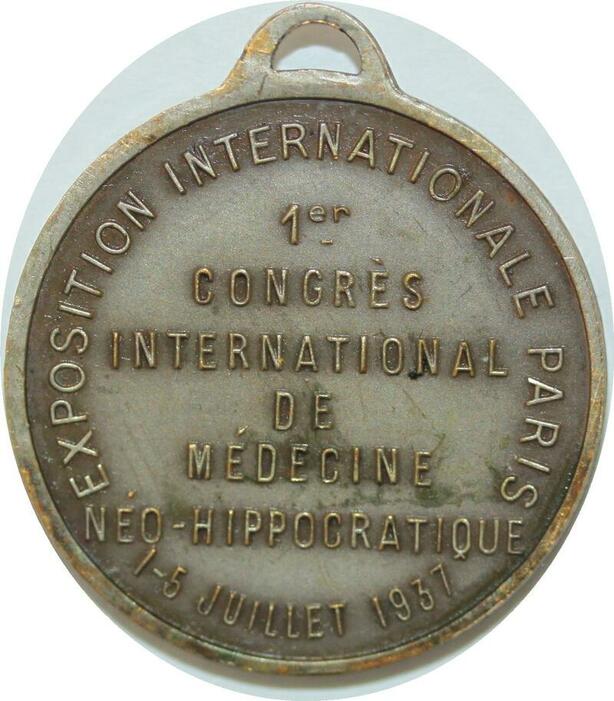 EXPOSITION INTERNATIONALE PARIS
1er
CONGRÈS
INTERNATIONAL
DE
MÉDECINE
NÉO-HIPPOCRATIQUE
1-5 JUILLET 1937